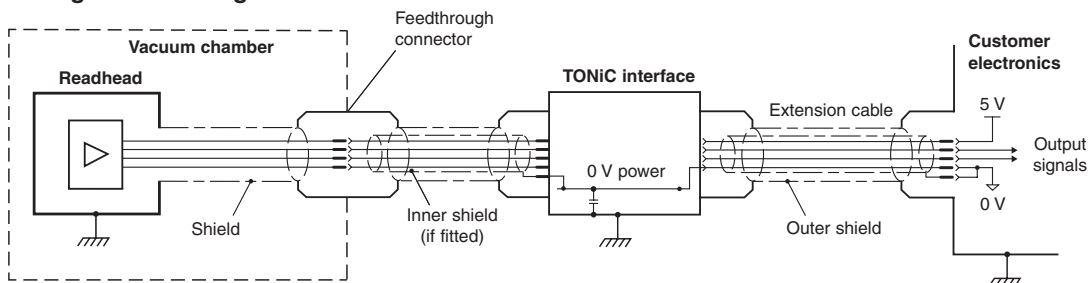 Feedthrough
connector
Vacuum chamber
Customer
electronics
Readhead
TONiC interface
Extension cable
5 V
Output
signals
0 V power
0 V
Shield
Inner shield
(if fitted)
Outer shield